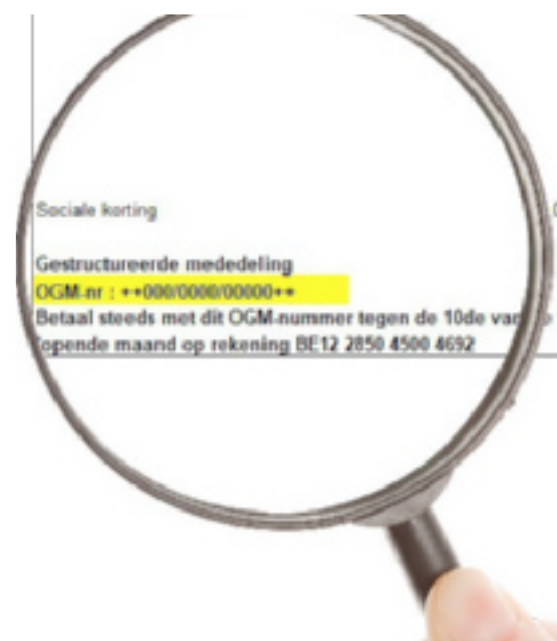 Sociale korting
Gestructureerde mededeling
OGM-nr : ++000/0000/00000++
Betaal steeds met dit OGM-nummer tegen de 10de van de
lopende maand op rekening BE12 2850 4500 4692